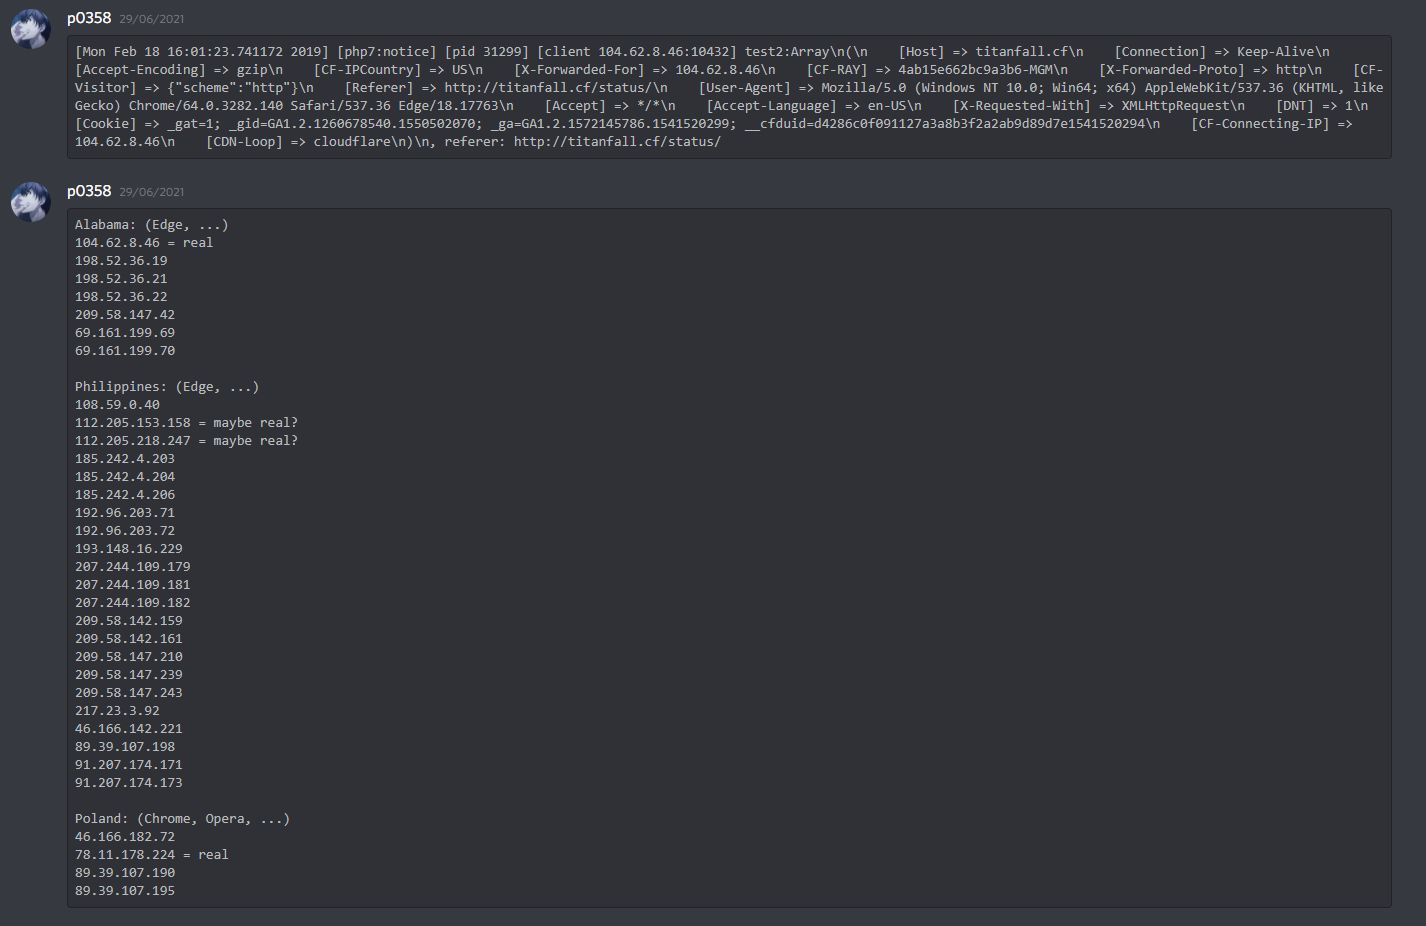 p0358 29/06/2021
[Mon Feb 18 16:01:23.741172 2019] [php7:notice] [pid 31299] [client 104.62.8.46:10432] test2:Array\n(\n    [Host] => titanfall.cf\n    [Connection] => Keep-Alive\n
[Accept-Encoding] => gzip\n    [CF-IPCountry] => US\n    [X-Forwarded-For] => 104.62.8.46\n    [CF-RAY] => 4ab15e662bc9a3b6-MGM\n    [X-Forwarded-Proto] => http\n    [CF-
Visitor] => {"scheme":"http"}\n    [Referer] => http://titanfall.cf/status/\n    [User-Agent] => Mozilla/5.0 (Windows NT 10.0; Win64; x64) AppleWebKit/537.36 (KHTML, like
Gecko) Chrome/64.0.3282.140 Safari/537.36 Edge/18.17763\n    [Accept] => */*\n    [Accept-Language] => en-US\n    [X-Requested-With] => XMLHttpRequest\n    [DNT] => 1\n
[Cookie] => _gat=1; _gid=GA1.2.1260678540.1550502070; _ga=GA1.2.1572145786.1541520299; __cfduid=d4286c0f091127a3a8b3f2a2ab9d89d7e1541520294\n    [CF-Connecting-IP] =>
104.62.8.46\n    [CDN-Loop] => cloudflare\n)\n, referer: http://titanfall.cf/status/
p0358 29/06/2021
Alabama: (Edge, ...)
104.62.8.46 = real
198.52.36.19
198.52.36.21
198.52.36.22
209.58.147.42
69.161.199.69
69.161.199.70
Philippines: (Edge, ...)
108.59.0.40
112.205.153.158 = maybe real?
112.205.218.247 = maybe real?
185.242.4.203
185.242.4.204
185.242.4.206
192.96.203.71
192.96.203.72
193.148.16.229
207.244.109.179
207.244.109.181
207.244.109.182
209.58.142.159
209.58.142.161
209.58.147.210
209.58.147.239
209.58.147.243
217.23.3.92
46.166.142.221
89.39.107.198
91.207.174.171
91.207.174.173
Poland: (Chrome, Opera, ...)
46.166.182.72
78.11.178.224 = real
89.39.107.190
89.39.107.195